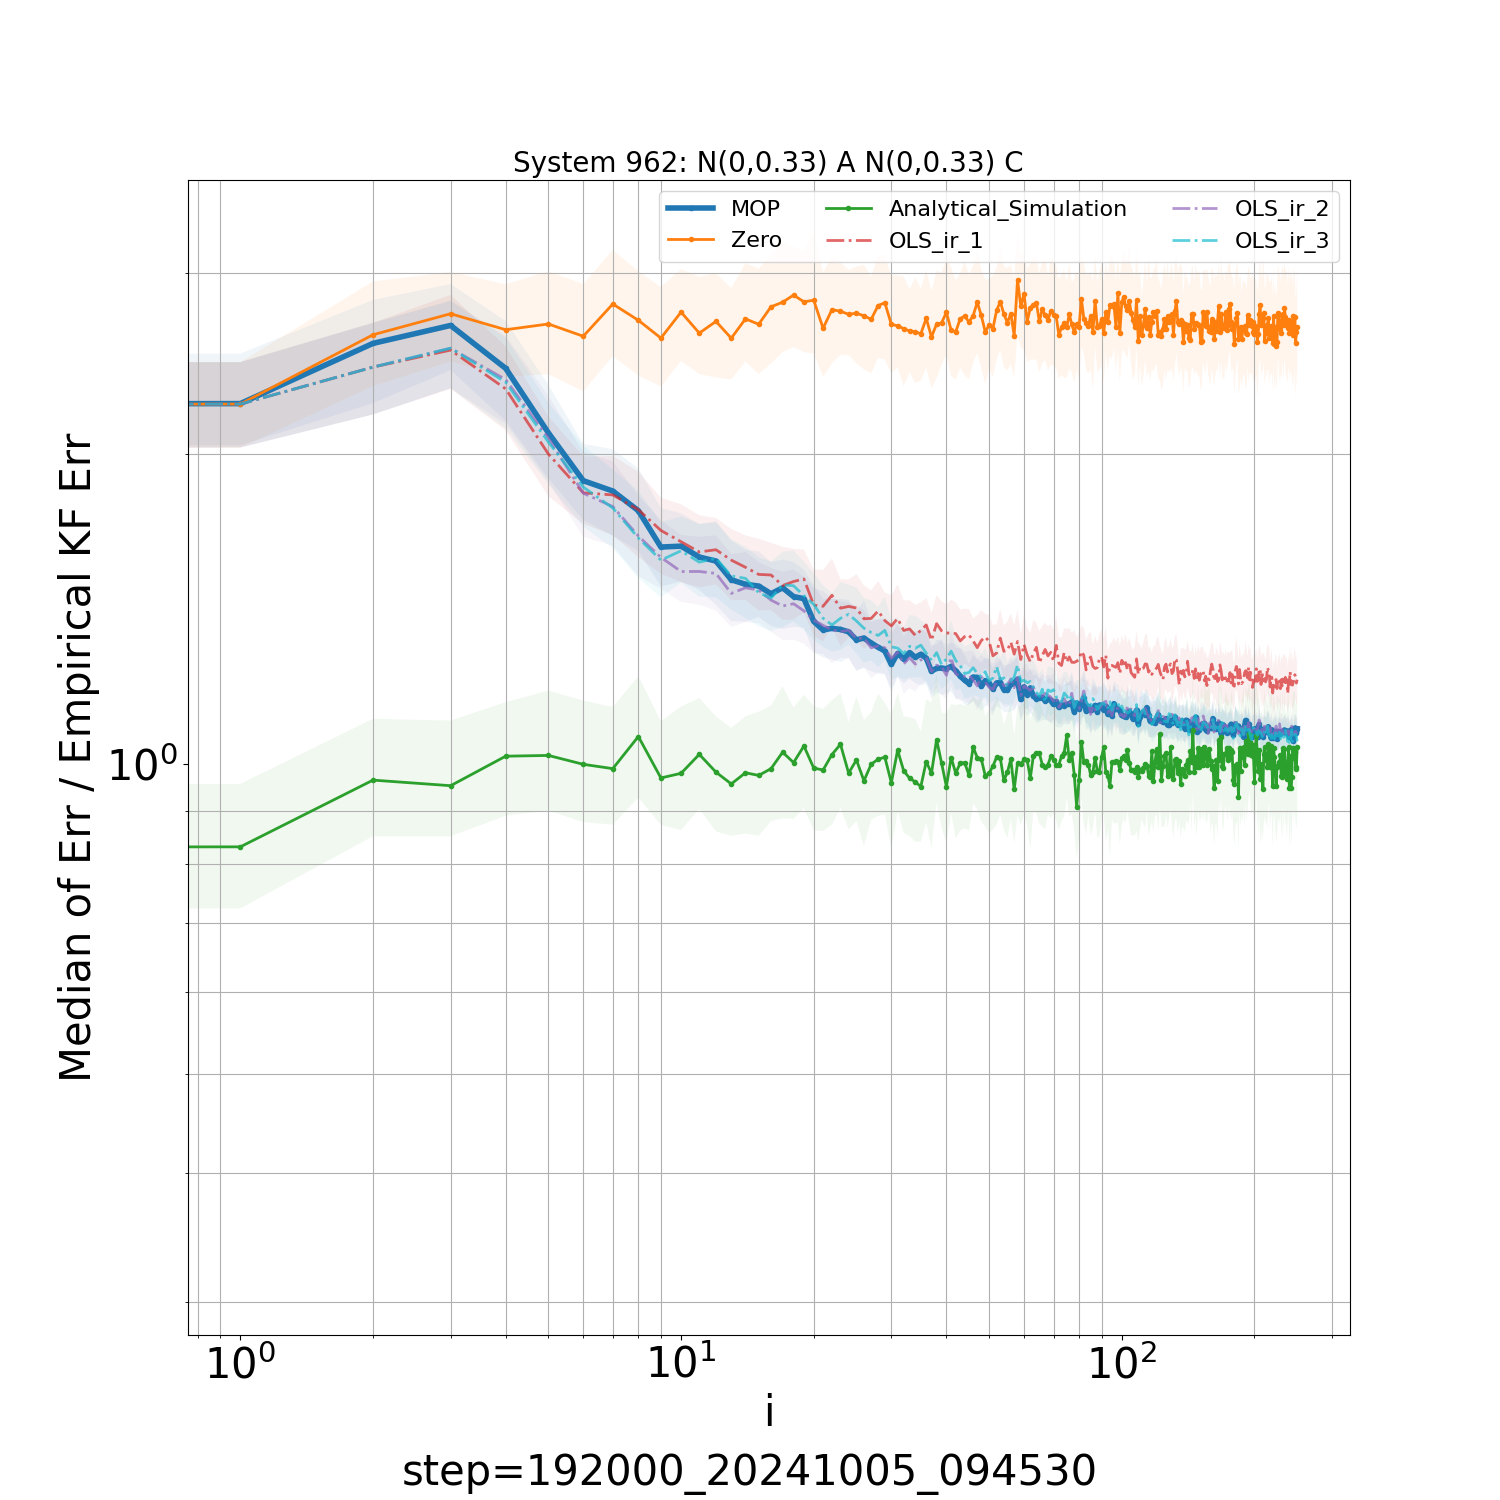 System 962: N(0,0.33) A N(0,0.33) C
MOP
Zero
Analytical_Simulation
OLS_ir_1
OLS_ir_2
OLS_ir_3
Median of Err / Empirical KF Err
10⁰
10⁰ 10¹ 10²
i
step=192000_20241005_094530